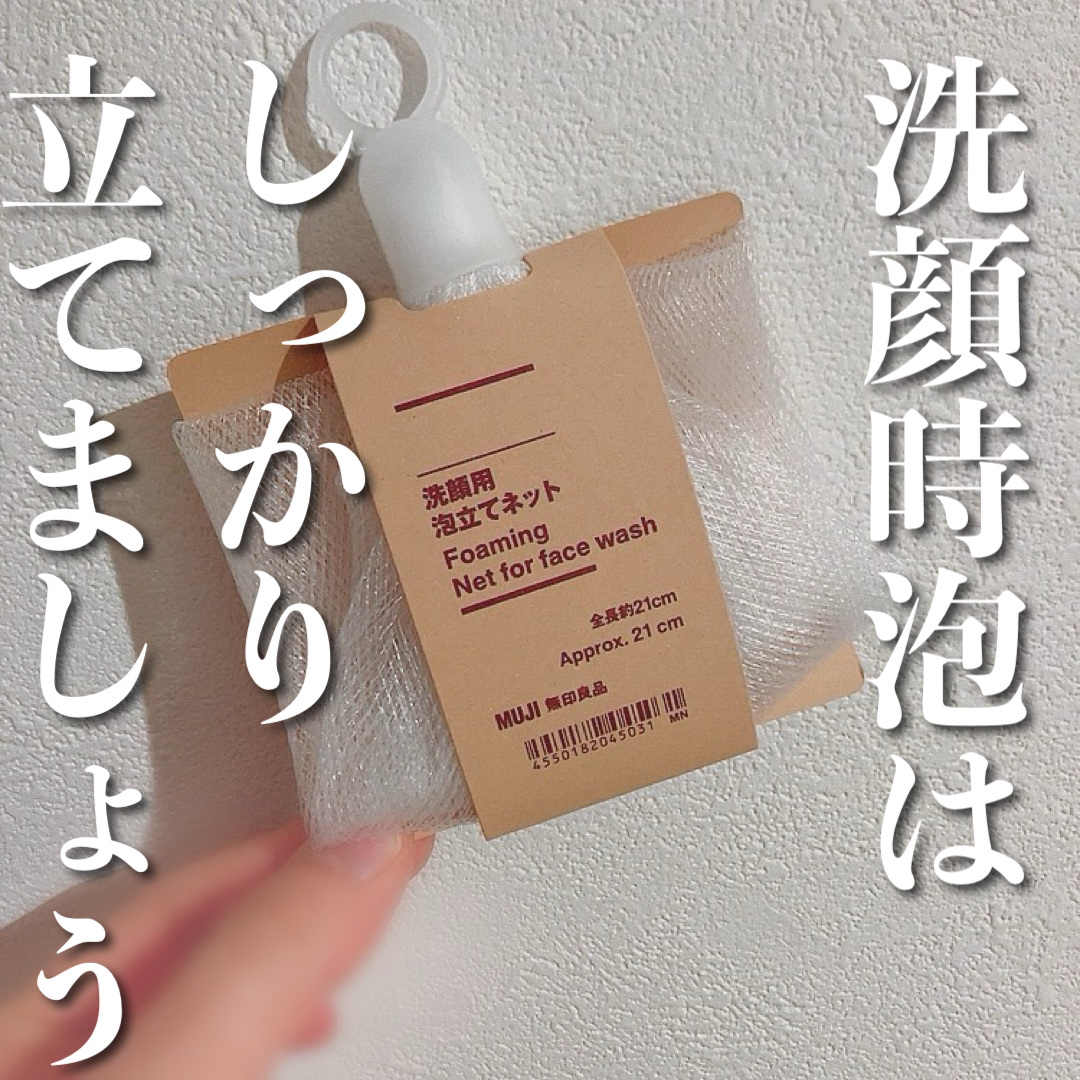 洗顔時泡は
しっかり
立てましょう
洗顔用
泡立てネット
Foaming
Net for face wash
全長約21cm
Approx. 21 cm
MUJI 無印良品
4550182045031 MN